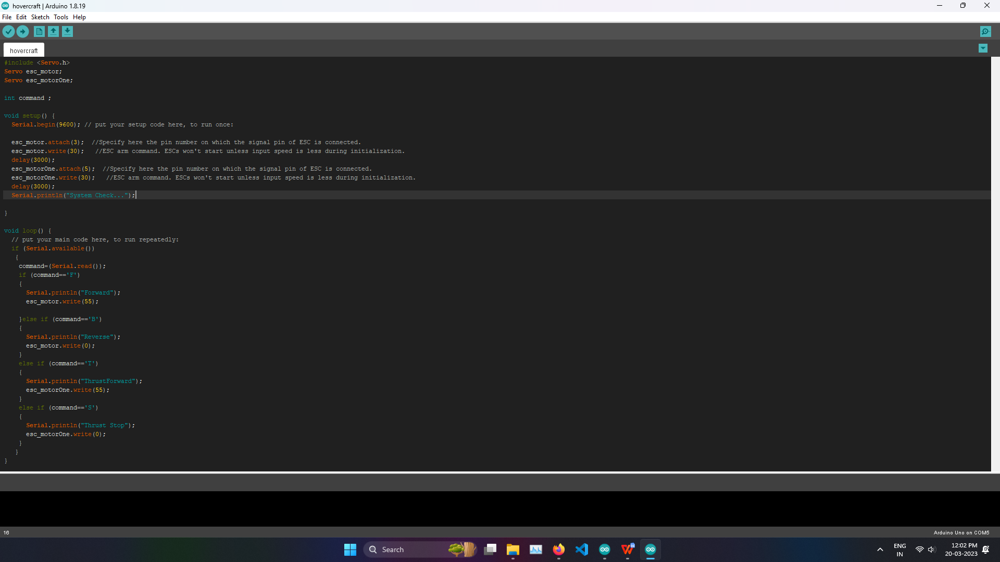 hovercraft | Arduino 1.8.19
File Edit Sketch Tools Help
hovercraft
#include <Servo.h>
Servo esc_motor;
Servo esc_motorOne;
int command ;
void setup() {
Serial.begin(9600); // put your setup code here, to run once:
esc_motor.attach(3); //Specify here the pin number on which the signal pin of ESC is connected.
esc_motor.write(30); //ESC arm command. ESCs won't start unless input speed is less during initialization.
delay(3000);
esc_motorOne.attach(5); //Specify here the pin number on which the signal pin of ESC is connected.
esc_motorOne.write(30); //ESC arm command. ESCs won't start unless input speed is less during initialization.
delay(3000);
Serial.println("System Check...");
}
void loop() {
// put your main code here, to run repeatedly:
if (Serial.available())
{
command=(Serial.read());
if (command=='F')
{
Serial.println("Forward");
esc_motor.write(55);
}else if (command=='B')
{
Serial.println("Reverse");
esc_motor.write(0);
}
else if (command=='T')
{
Serial.println("ThrustForward");
esc_motorOne.write(55);
}
else if (command=='S')
{
Serial.println("Thrust Stop");
esc_motorOne.write(0);
}
}
}
16
Arduino Uno on COM5
Search
ENG
IN
12:02 PM
20-03-2023